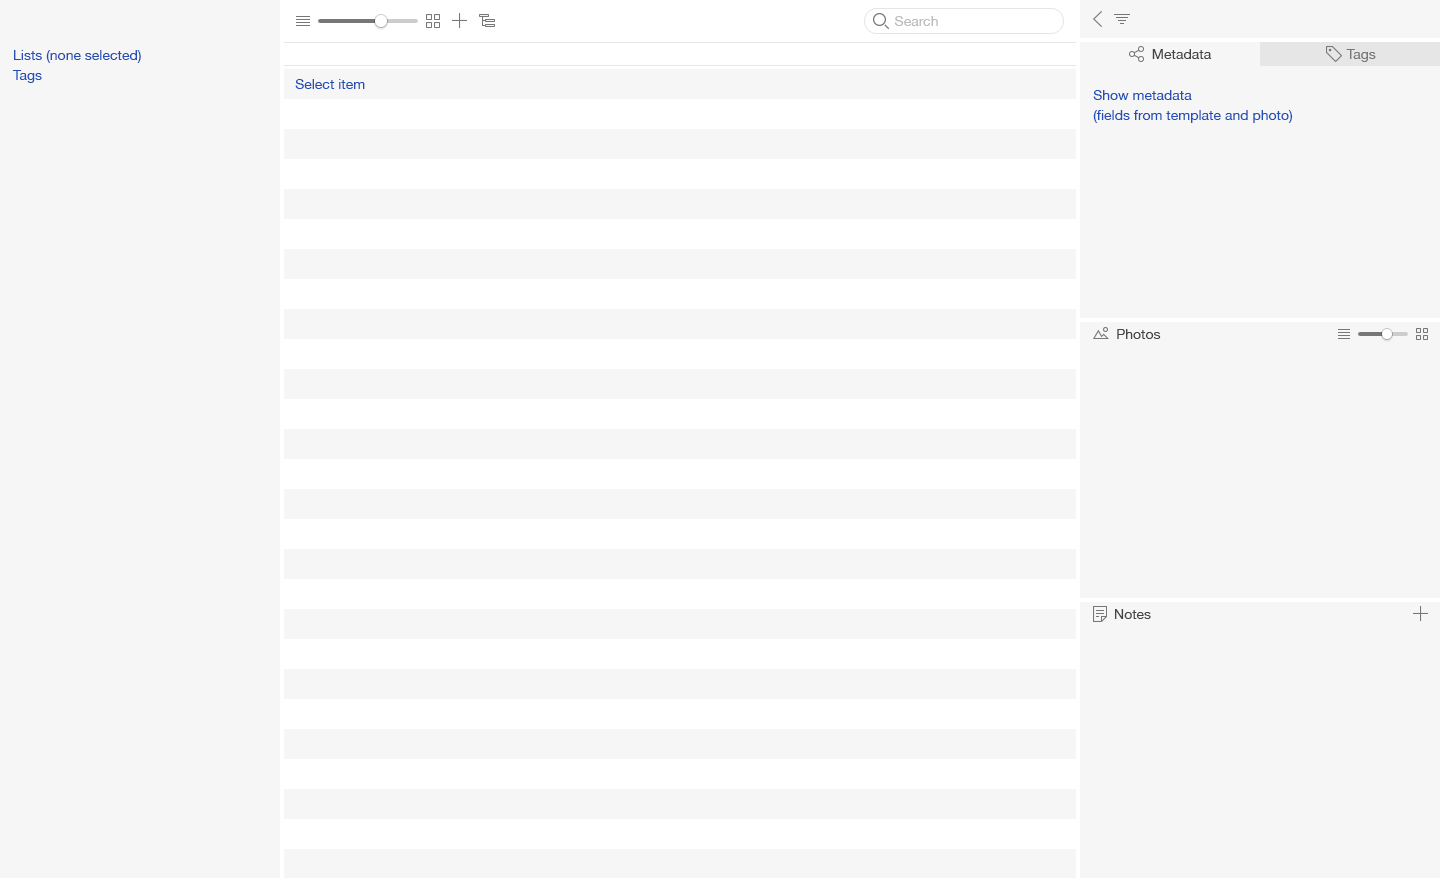 Lists (none selected)
Tags
Search
Select item
Metadata
Tags
Show metadata
(fields from template and photo)
Photos
Notes